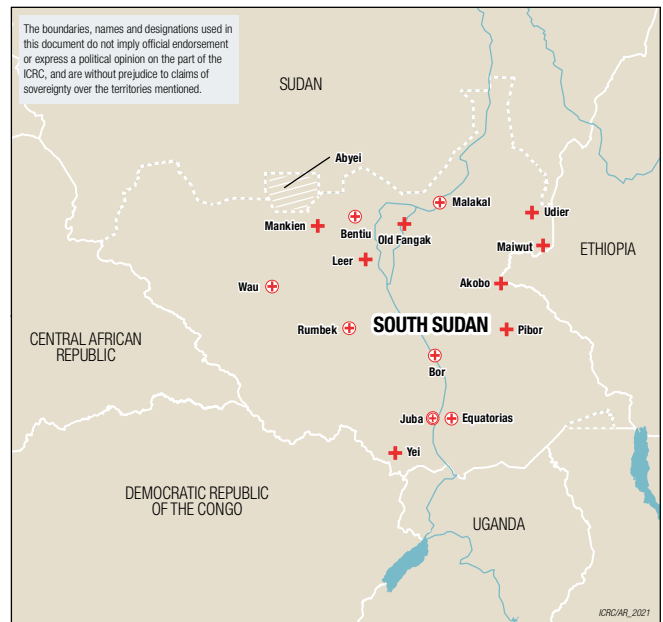 The boundaries, names and designations used in
this document do not imply official endorsement
or express a political opinion on the part of the
ICRC, and are without prejudice to claims of
sovereignty over the territories mentioned.
SUDAN
Abyei
Malakal
Udier
Mankien
Bentiu
Old Fangak
Maiwut
ETHIOPIA
Leer
Akobo
Wau
Rumbek
SOUTH SUDAN
Pibor
CENTRAL AFRICAN
REPUBLIC
Bor
Juba
Equatorias
Yei
DEMOCRATIC REPUBLIC
OF THE CONGO
UGANDA
ICRC/AR_2021